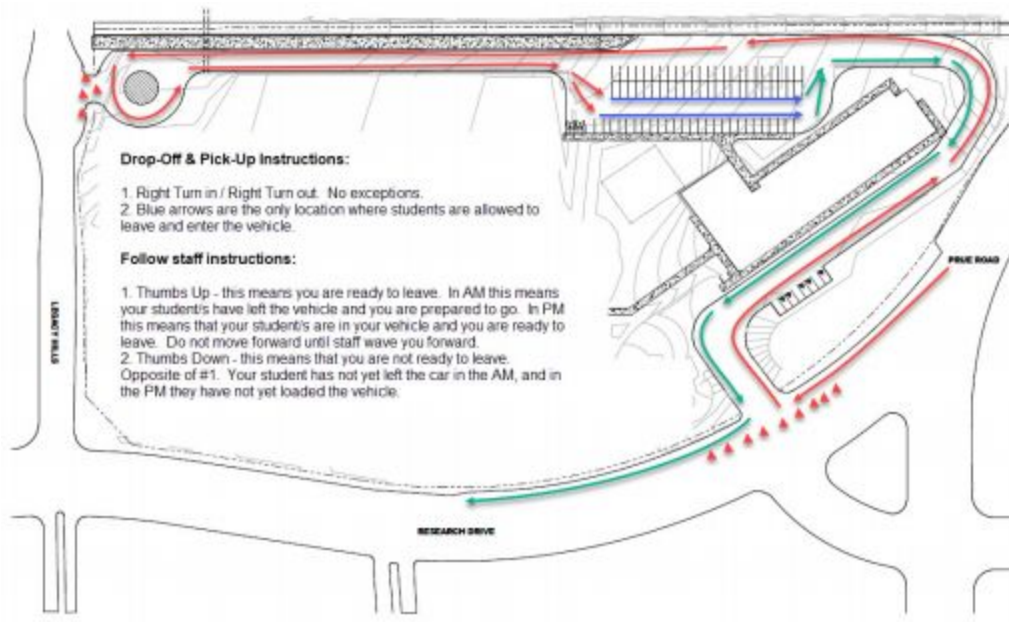 Drop-Off & Pick-Up Instructions:
1. Right Turn in / Right Turn out. No exceptions.
2. Blue arrows are the only location where students are allowed to
leave and enter the vehicle.
Follow staff instructions:
1. Thumbs Up - this means you are ready to leave. In AM this means
your student/s have left the vehicle and you are prepared to go. In PM
this means that your student/s are in your vehicle and you are ready to
leave. Do not move forward until staff wave you forward.
2. Thumbs Down - this means that you are not ready to leave.
Opposite of #1. Your student has not yet left the car in the AM, and in
the PM they have not yet loaded the vehicle.
PRUE ROAD
LEGACY HILLS
RESEARCH DRIVE